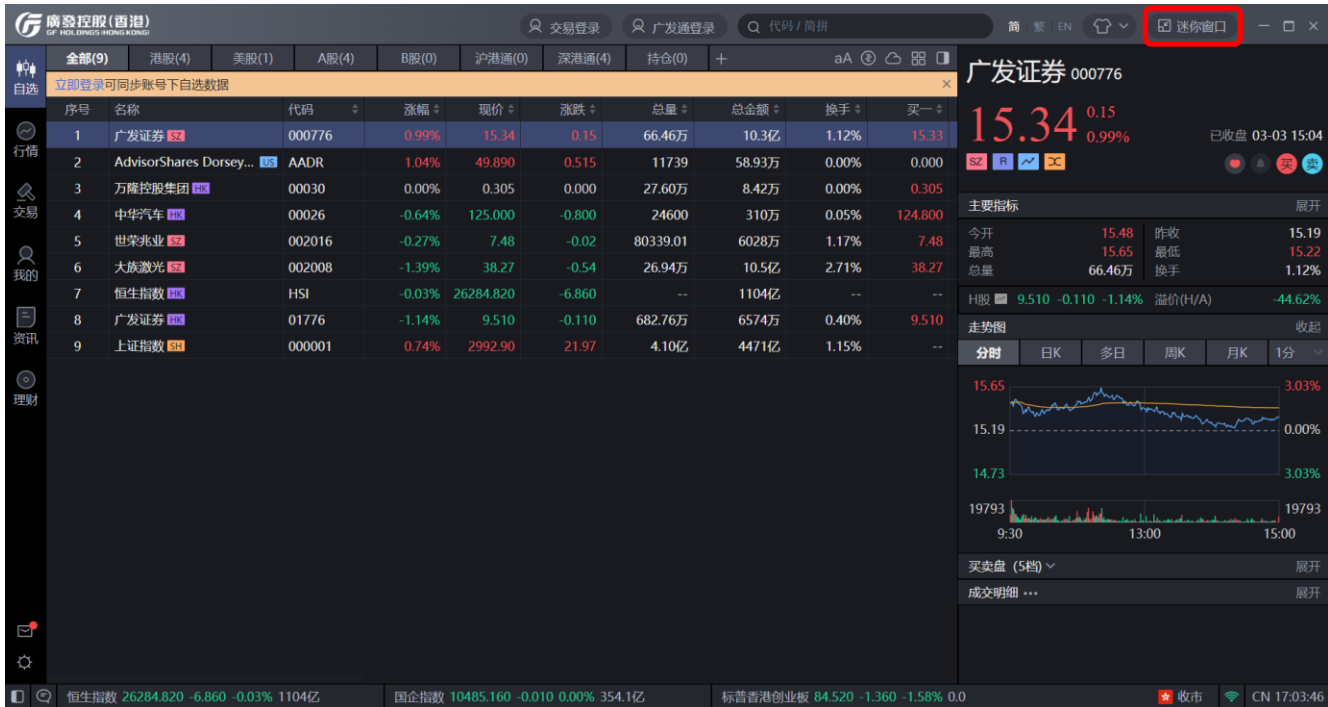 廣發控股(香港)
GF HOLDINGS (HONG KONG)
交易登录 广发通登录 代码 / 简拼 简 繁 EN 迷你窗口
自选
行情
交易
我的
资讯
理财
全部(9) 港股(4) 美股(1) A股(4) B股(0) 沪港通(0) 深港通(4) 持仓(0) + aA
立即登录可同步账号下自选数据 ×
序号 名称 代码 涨幅 现价 涨跌 总量 总金额 换手 买一
1 广发证券 SZ 000776 0.99% 15.34 0.15 66.46万 10.3亿 1.12% 15.33
2 AdvisorShares Dorsey... US AADR 1.04% 49.890 0.515 11739 58.93万 0.00% 0.000
3 万隆控股集团 HK 00030 0.00% 0.305 0.000 27.60万 8.42万 0.00% 0.305
4 中华汽车 HK 00026 -0.64% 125.000 -0.800 24600 310万 0.05% 124.800
5 世荣兆业 SZ 002016 -0.27% 7.48 -0.02 80339.01 6028万 1.17% 7.48
6 大族激光 SZ 002008 -1.39% 38.27 -0.54 26.94万 10.5亿 2.71% 38.27
7 恒生指数 HK HSI -0.03% 26284.820 -6.860 -- 1104亿 -- --
8 广发证券 HK 01776 -1.14% 9.510 -0.110 682.76万 6574万 0.40% 9.510
9 上证指数 SH 000001 0.74% 2992.90 21.97 4.10亿 4471亿 1.15% --
广发证券 000776
15.34 0.15
0.99% 已收盘 03-03 15:04
SZ R 买 卖
主要指标 展开
今开 15.48 昨收 15.19
最高 15.65 最低 15.22
总量 66.46万 换手 1.12%
H股 9.510 -0.110 -1.14% 溢价(H/A) -44.62%
走势图 收起
分时 日K 多日 周K 月K 1分
15.65 3.03%
15.19 0.00%
14.73 3.03%
19793 19793
9:30 13:00 15:00
买卖盘 (5档) 展开
成交明细 ••• 展开
恒生指数 26284.820 -6.860 -0.03% 1104亿 国企指数 10485.160 -0.010 0.00% 354.1亿 标普香港创业板 84.520 -1.360 -1.58% 0.0 收市 CN 17:03:46